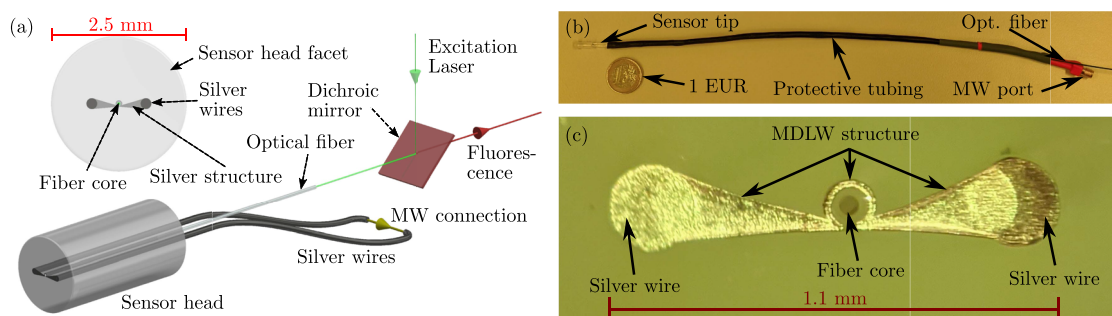 (a)
2.5 mm
Sensor head facet
Silver
wires
Fiber core
Silver structure
Excitation
Laser
Dichroic
mirror
Optical fiber
Fluores-
cence
MW connection
Silver wires
Sensor head
(b)
Sensor tip
Opt. fiber
1 EUR
Protective tubing
MW port
(c)
MDLW structure
Silver wire
Fiber core
Silver wire
1.1 mm